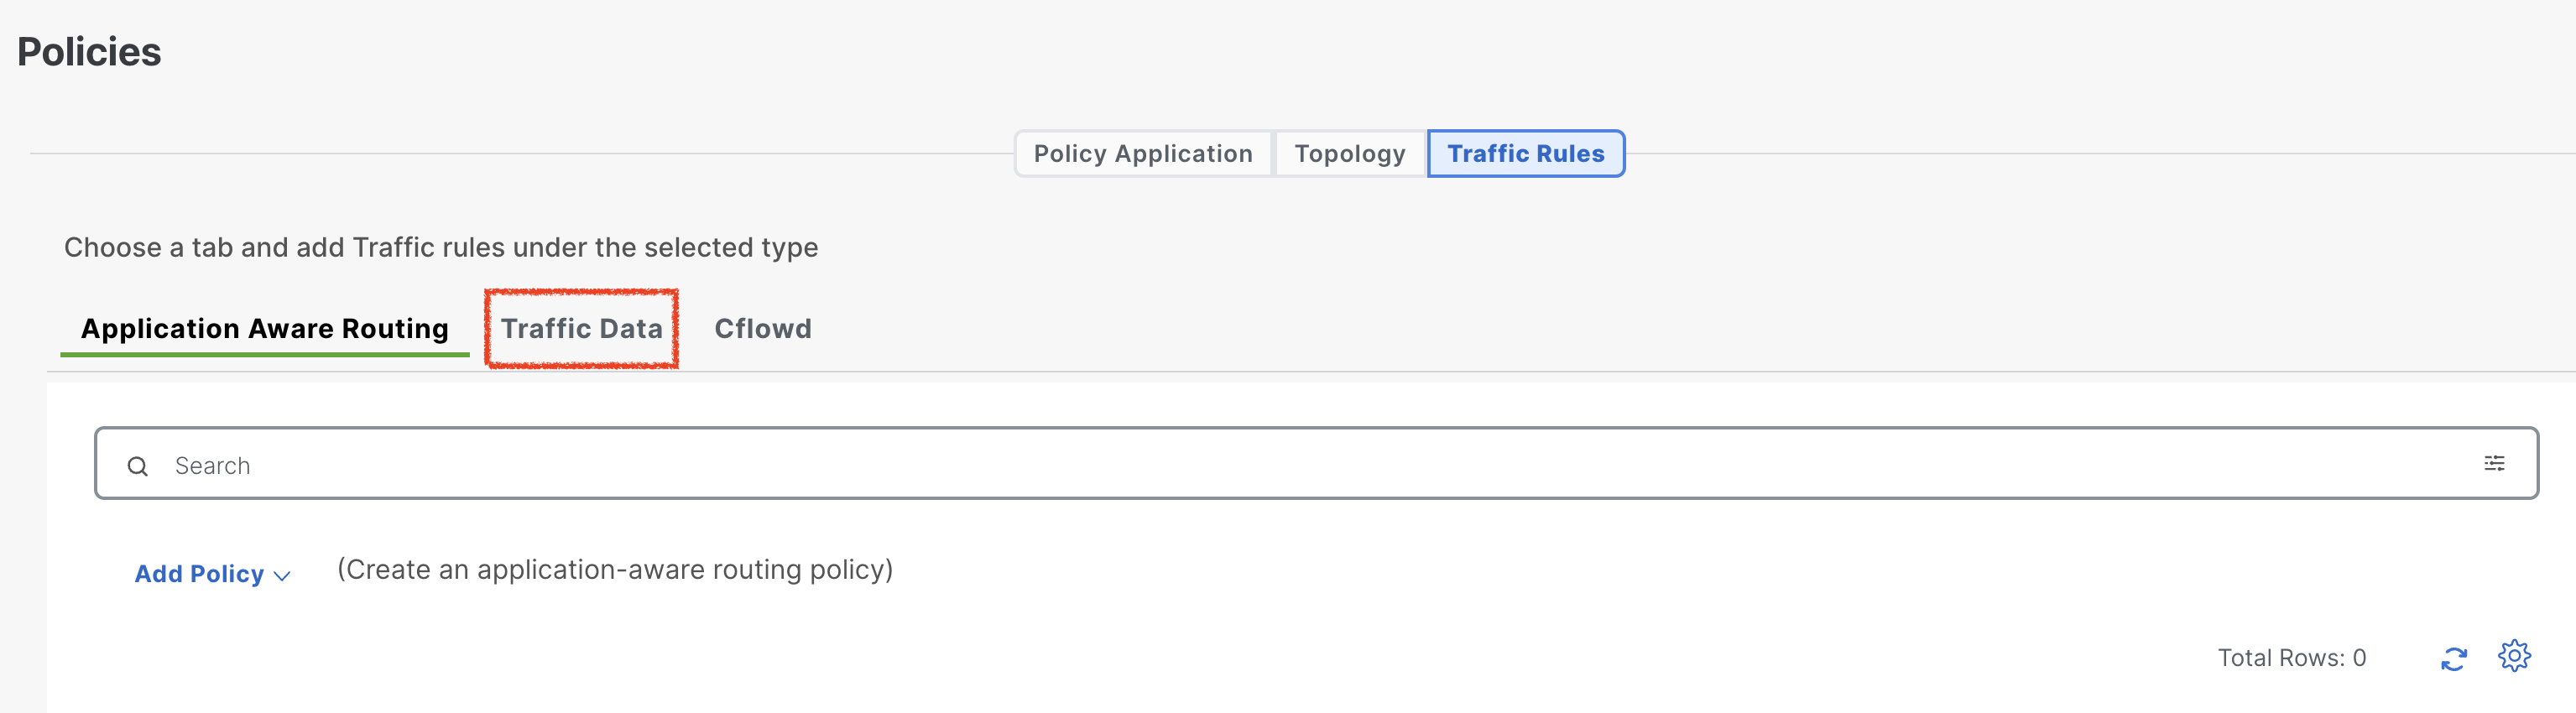 Policies
Policy Application Topology Traffic Rules
Choose a tab and add Traffic rules under the selected type
Application Aware Routing Traffic Data Cflowd
Search
Add Policy (Create an application-aware routing policy)
Total Rows: 0